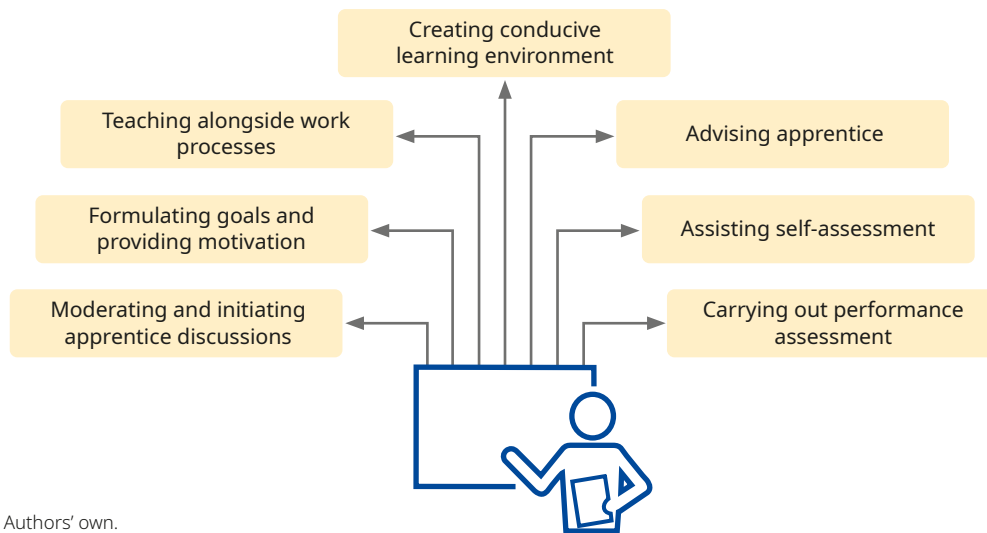 Creating conducive
learning environment
Teaching alongside work
processes
Advising apprentice
Formulating goals and
providing motivation
Assisting self-assessment
Moderating and initiating
apprentice discussions
Carrying out performance
assessment
Authors’ own.